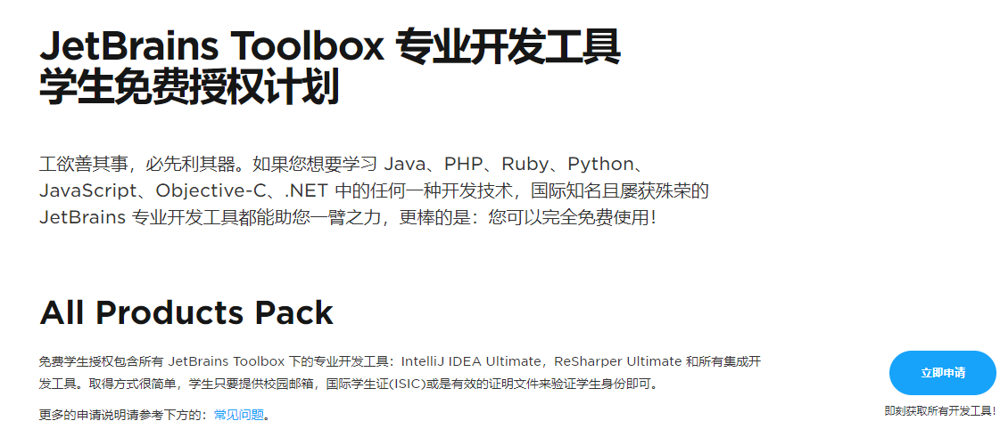 JetBrains Toolbox 专业开发工具
学生免费授权计划
工欲善其事，必先利其器。如果您想要学习 Java、PHP、Ruby、Python、
JavaScript、Objective-C、.NET 中的任何一种开发技术，国际知名且屡获殊荣的
JetBrains 专业开发工具都能助您一臂之力，更棒的是：您可以完全免费使用！
All Products Pack
免费学生授权包含所有 JetBrains Toolbox 下的专业开发工具：IntelliJ IDEA Ultimate，ReSharper Ultimate 和所有集成开
发工具。取得方式很简单，学生只要提供校园邮箱，国际学生证(ISIC)或是有效的证明文件来验证学生身份即可。
更多的申请说明请参考下方的：常见问题。
立即申请
即刻获取所有开发工具！